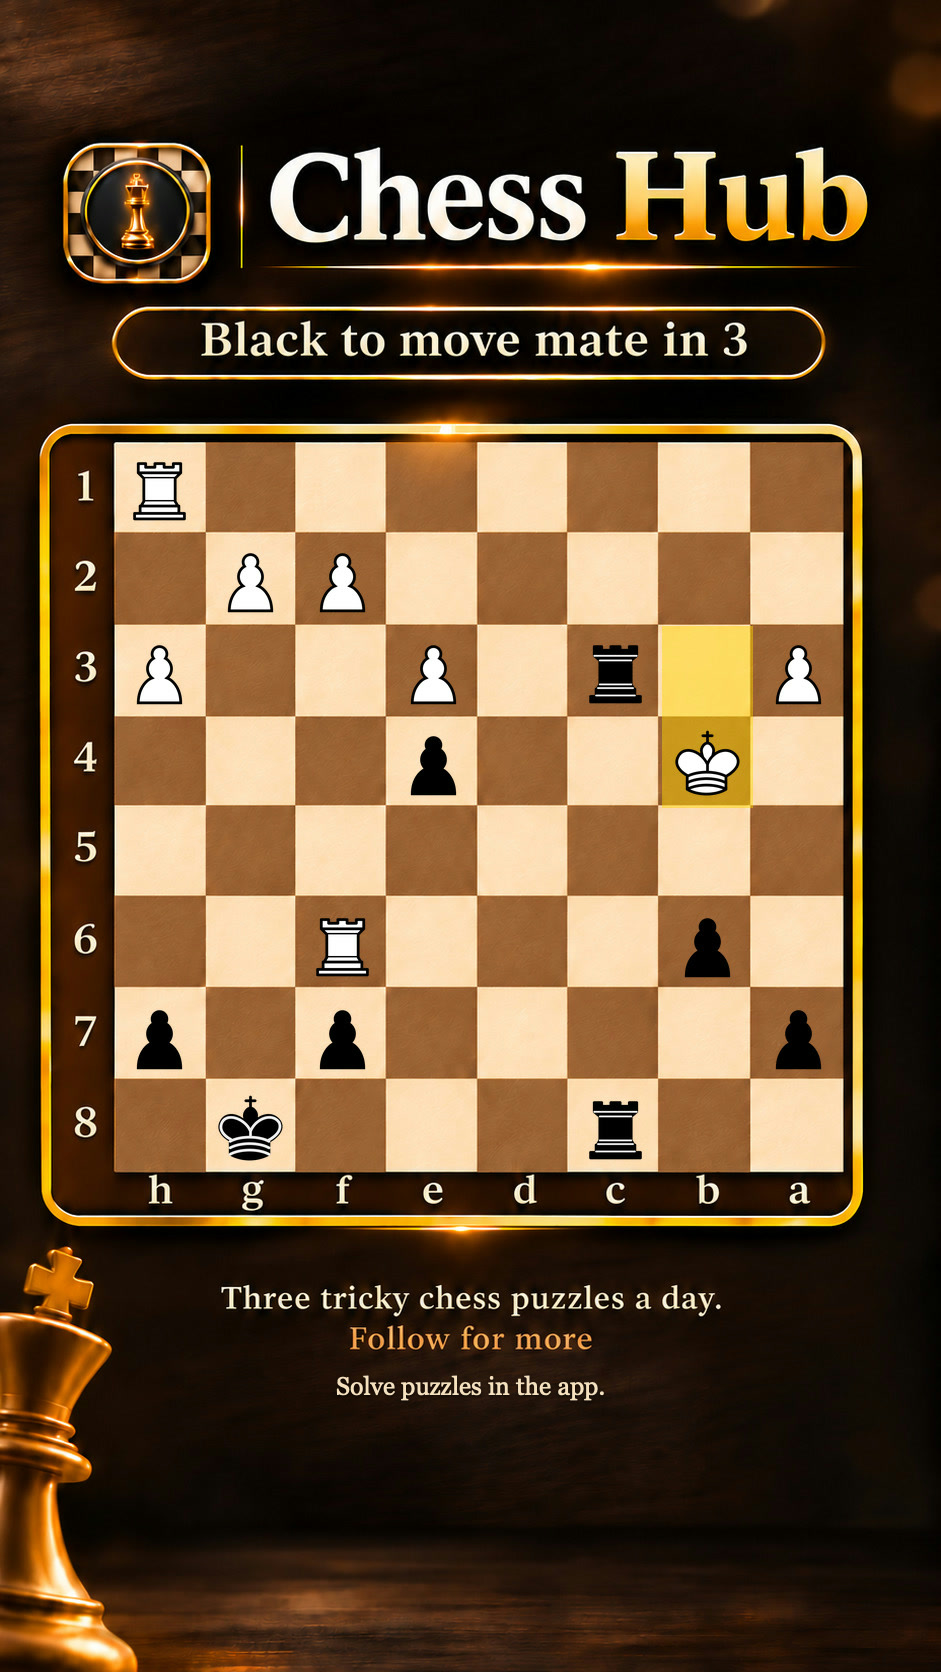 Chess Hub
Black to move mate in 3
1
2
3
4
5
6
7
8
h g f e d c b a
Three tricky chess puzzles a day.
Follow for more
Solve puzzles in the app.